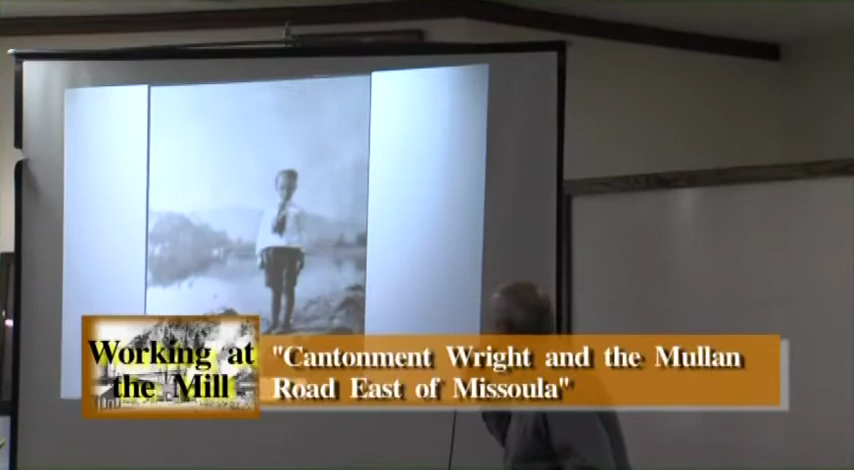 Working at
the Mill
"Cantonment Wright and the Mullan
Road East of Missoula"